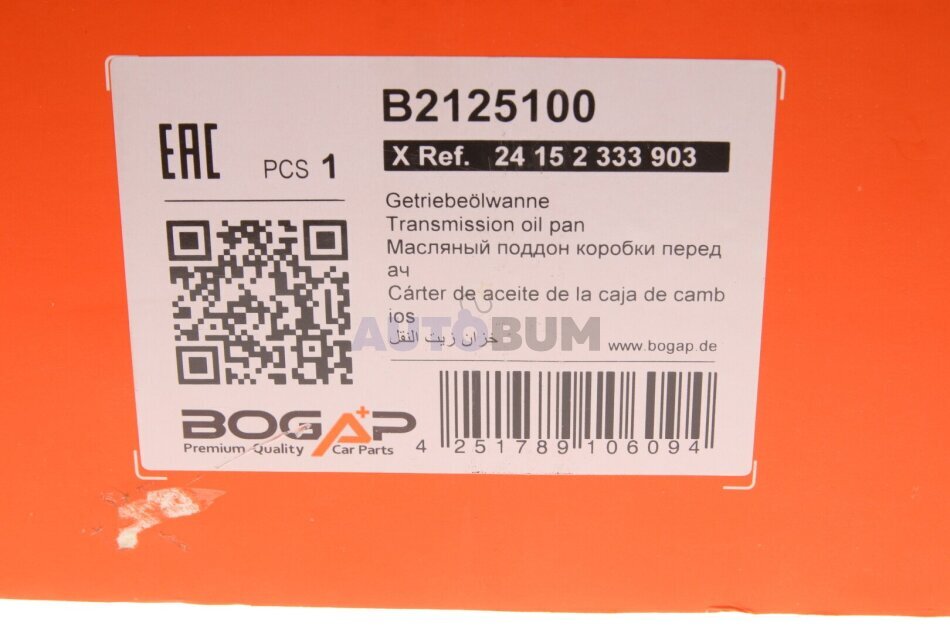 B2125100
EAC
PCS 1
X Ref. 24 15 2 333 903
Getriebeölwanne
Transmission oil pan
Масляный поддон коробки перед
ач
Cárter de aceite de la caja de camb
ios
خزان زيت النقل
AUTOBUM
www.bogap.de
BOGAP
Premium Quality Car Parts
4 251789 106094